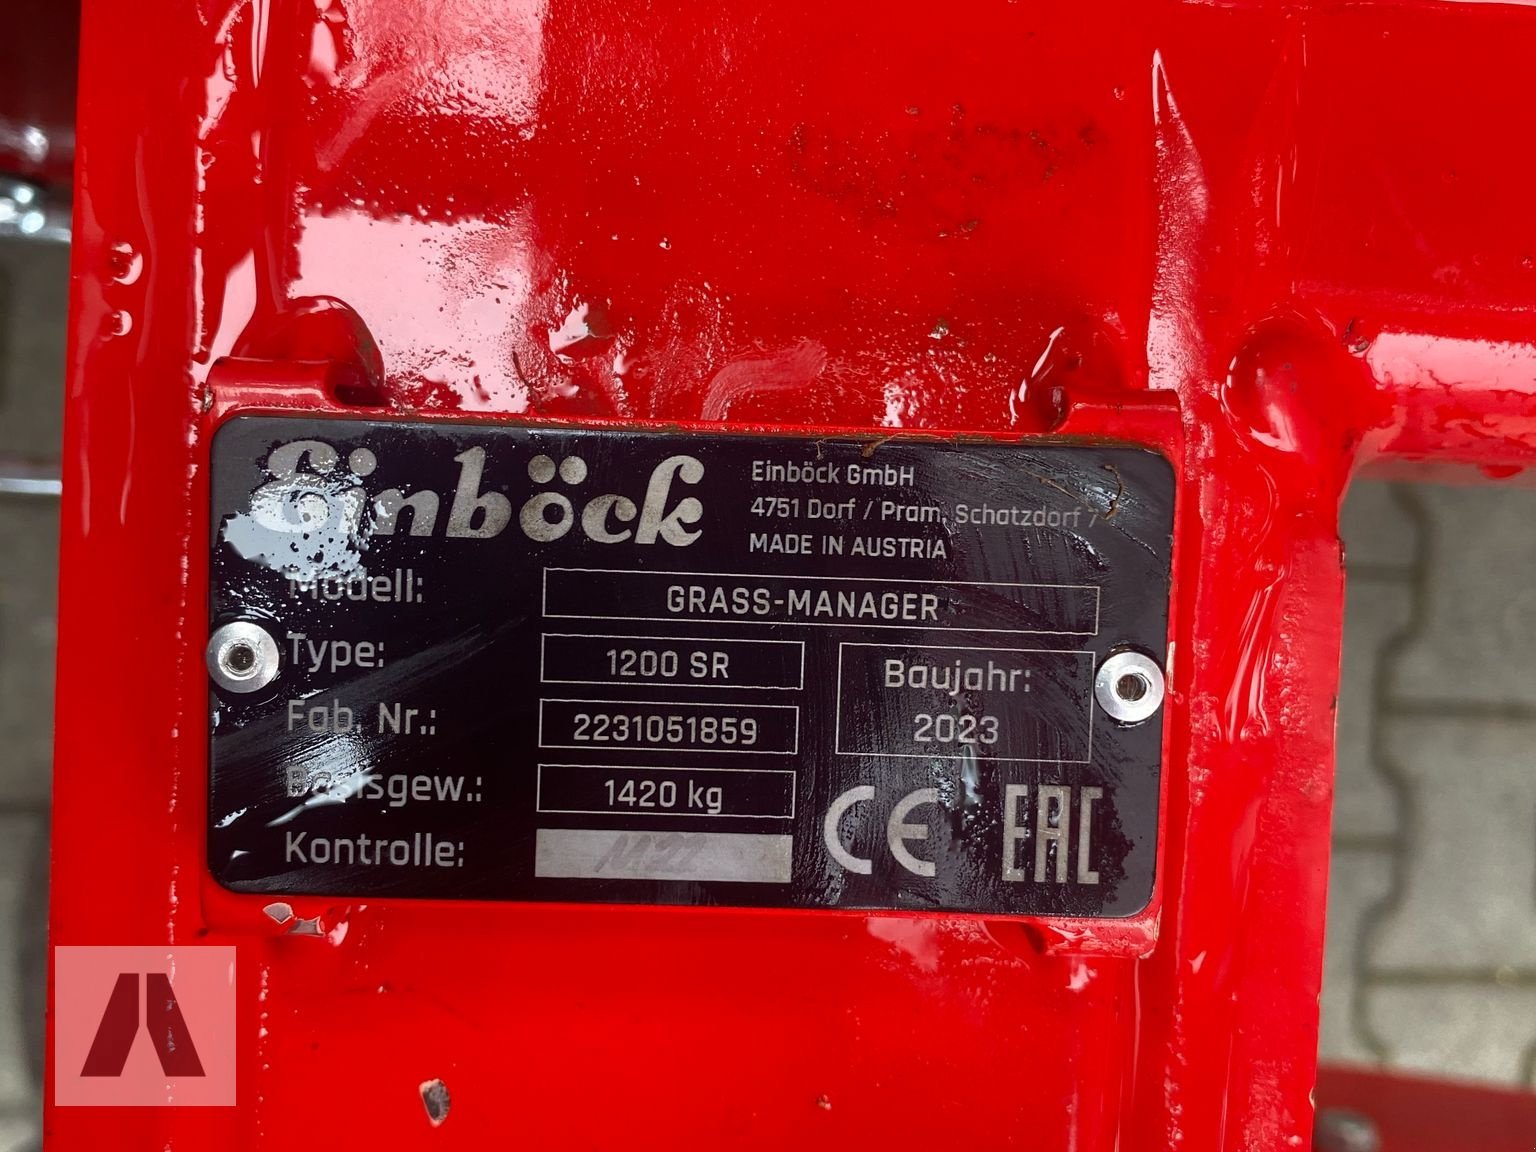 Einböck
Einböck GmbH
4751 Dorf / Pram, Schatzdorf 7
MADE IN AUSTRIA
Modell: GRASS-MANAGER
Type: 1200 SR
Baujahr:
2023
Fab. Nr.: 2231051859
Basisgew.: 1420 kg
Kontrolle:
CE EAC